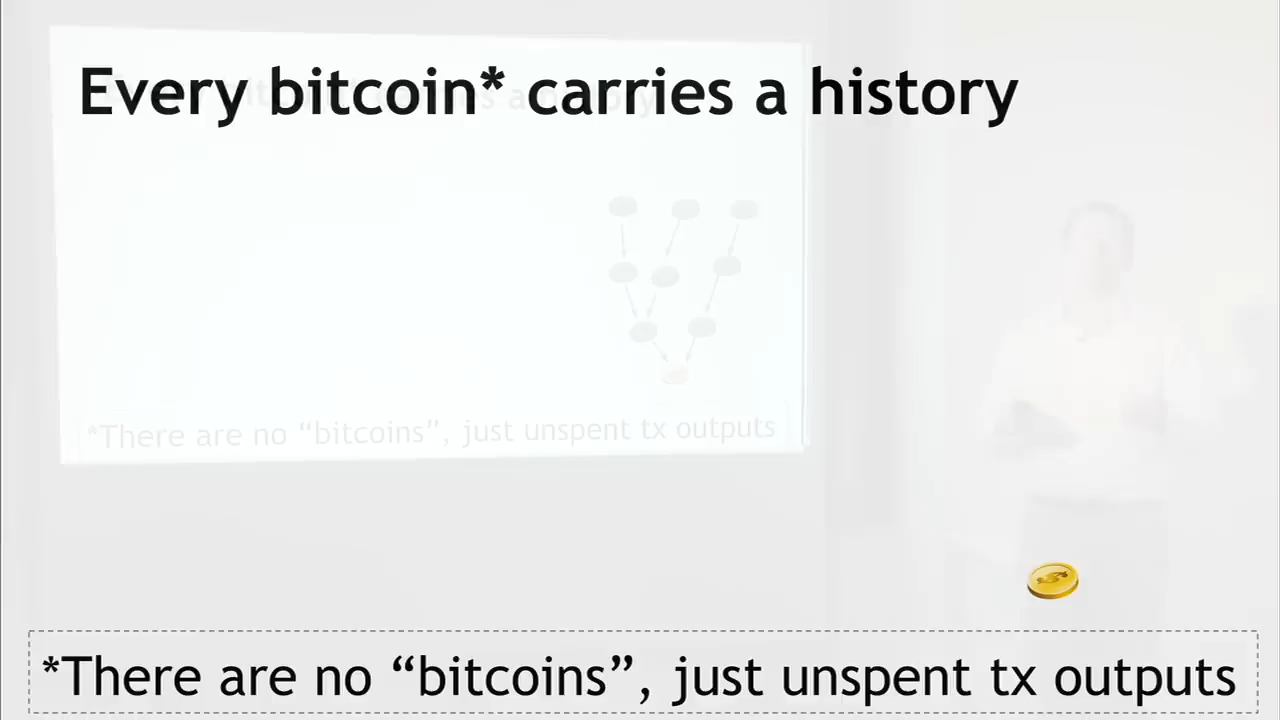 Every bitcoin* carries a history
*There are no “bitcoins”, just unspent tx outputs
*There are no “bitcoins”, just unspent tx outputs